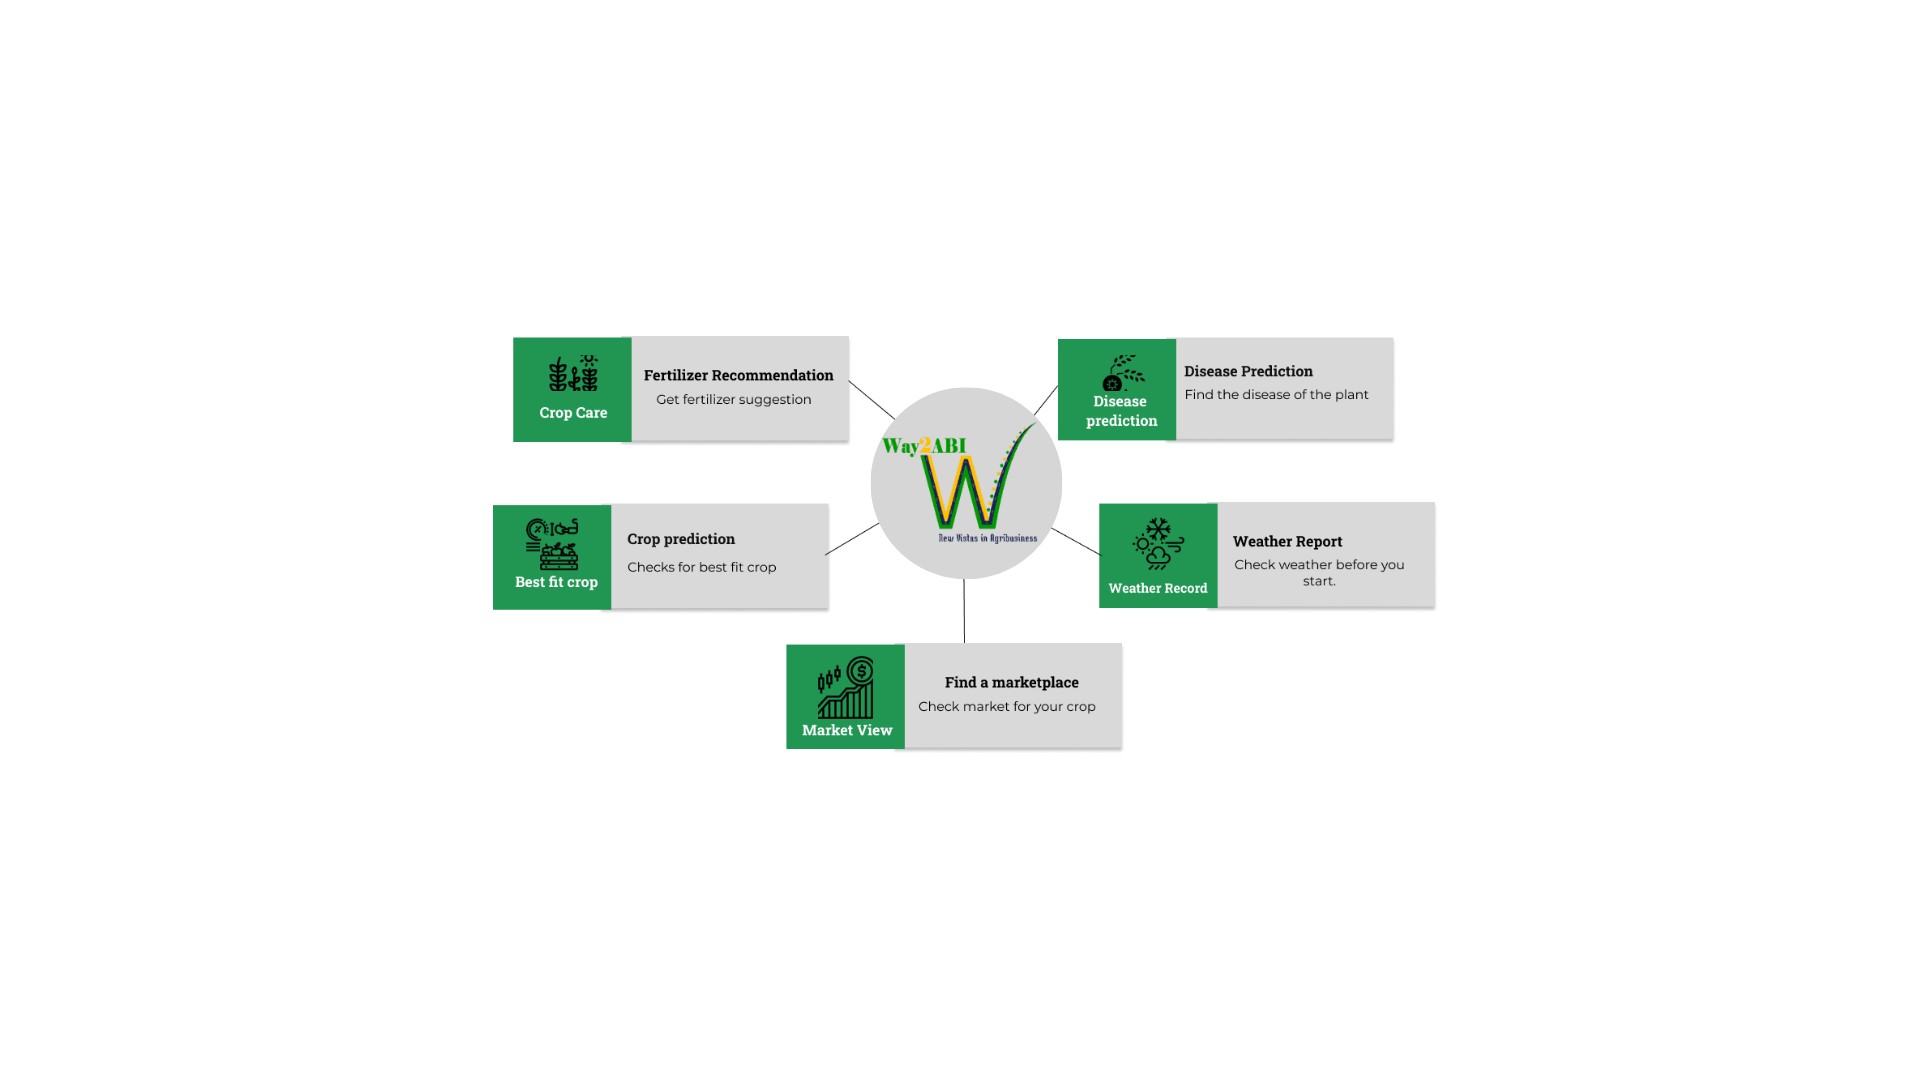 Crop Care
Fertilizer Recommendation
Get fertilizer suggestion
Disease
prediction
Disease Prediction
Find the disease of the plant
Way2ABI
W
New Vistas in Agribusiness
Best fit crop
Crop prediction
Checks for best fit crop
Weather Record
Weather Report
Check weather before you
start.
Market View
Find a marketplace
Check market for your crop